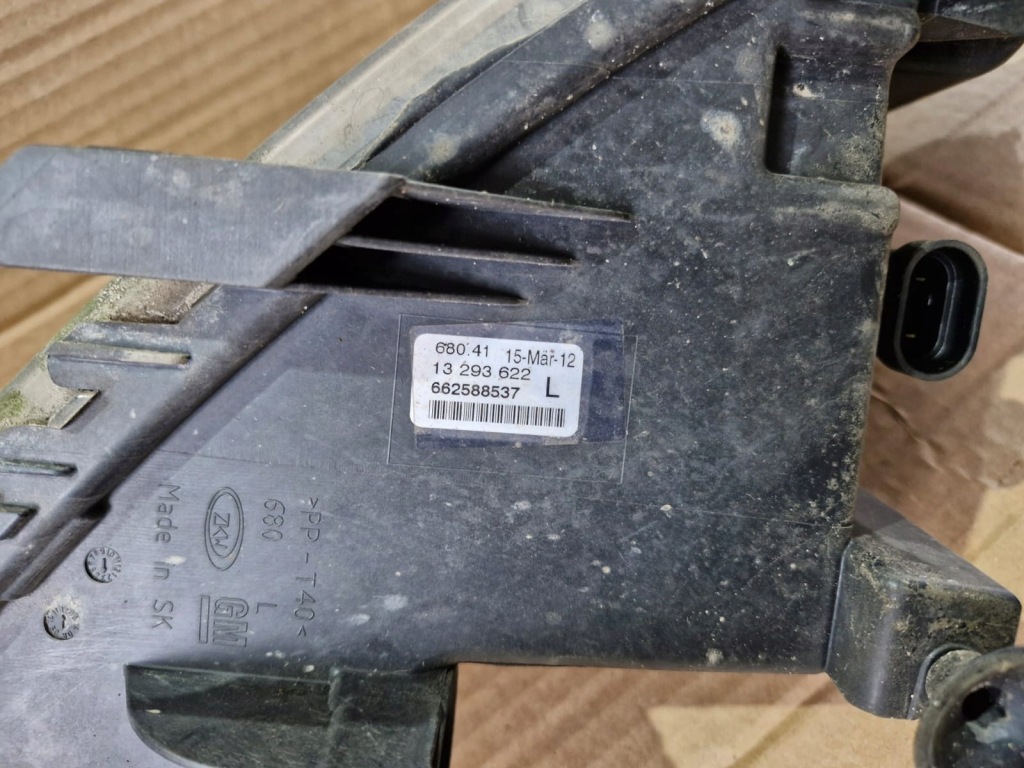 680.41 15-Mar-12
13 293 622
662588537 L
>PP-T40<
680 L
ZKW GM
Made in SK